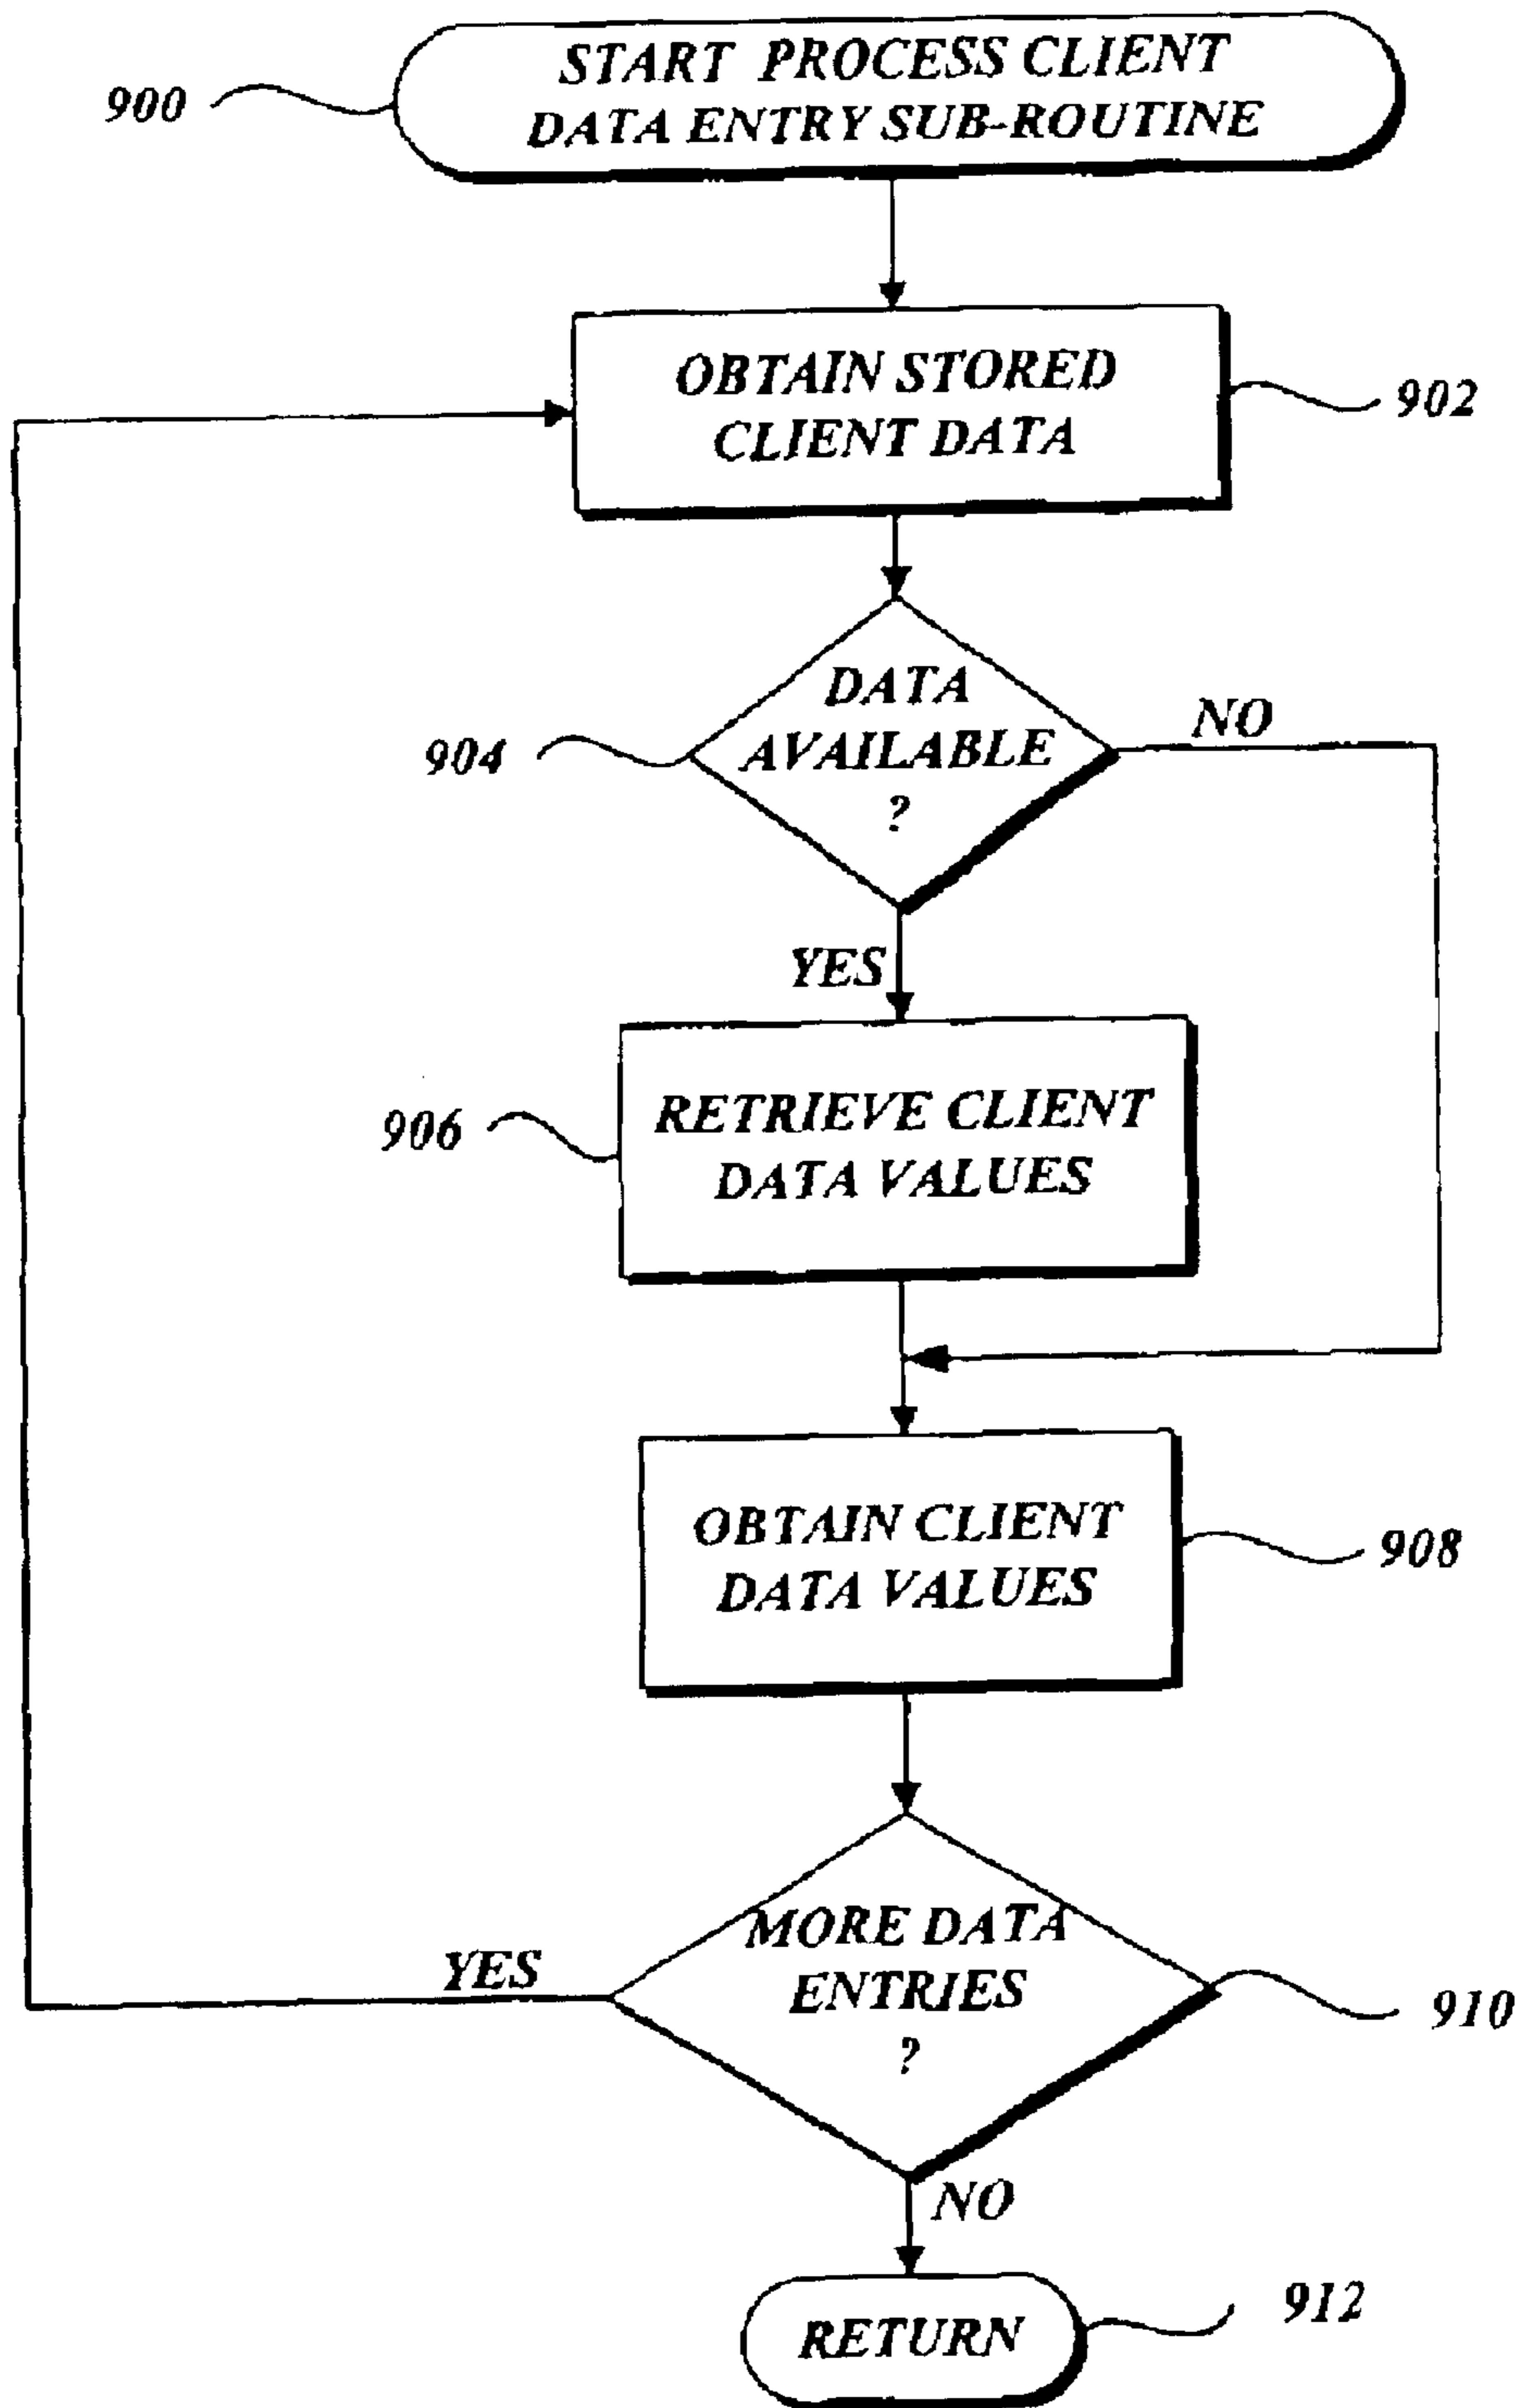 START PROCESS CLIENT
DATA ENTRY SUB-ROUTINE
900
OBTAIN STORED
CLIENT DATA
902
DATA
AVAILABLE
?
NO
904
YES
RETRIEVE CLIENT
DATA VALUES
906
OBTAIN CLIENT
DATA VALUES
908
MORE DATA
ENTRIES
?
YES
910
NO
RETURN
912